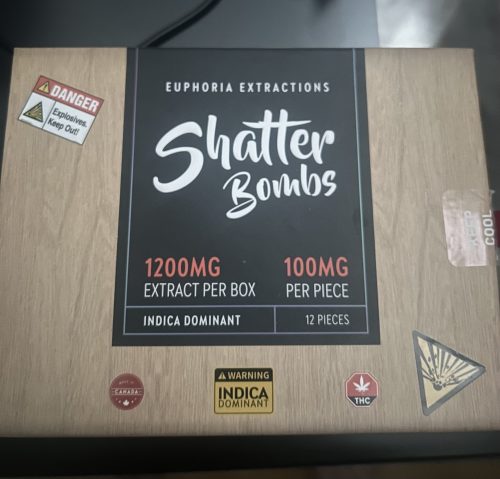 EUPHORIA EXTRACTIONS
DANGER
Explosives.
Keep Out!
Shatter
Bombs
1200MG
EXTRACT PER BOX
100MG
PER PIECE
INDICA DOMINANT
12 PIECES
KEEP
COOL
CANADA
WARNING
INDICA
DOMINANT
THC